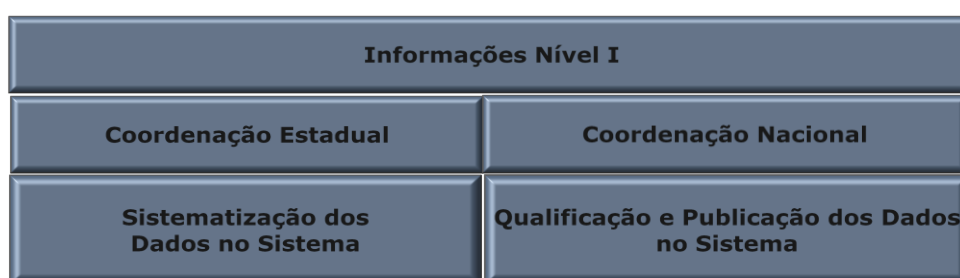 Informações Nível I
Coordenação Estadual
Coordenação Nacional
Sistematização dos
Dados no Sistema
Qualificação e Publicação dos Dados
no Sistema